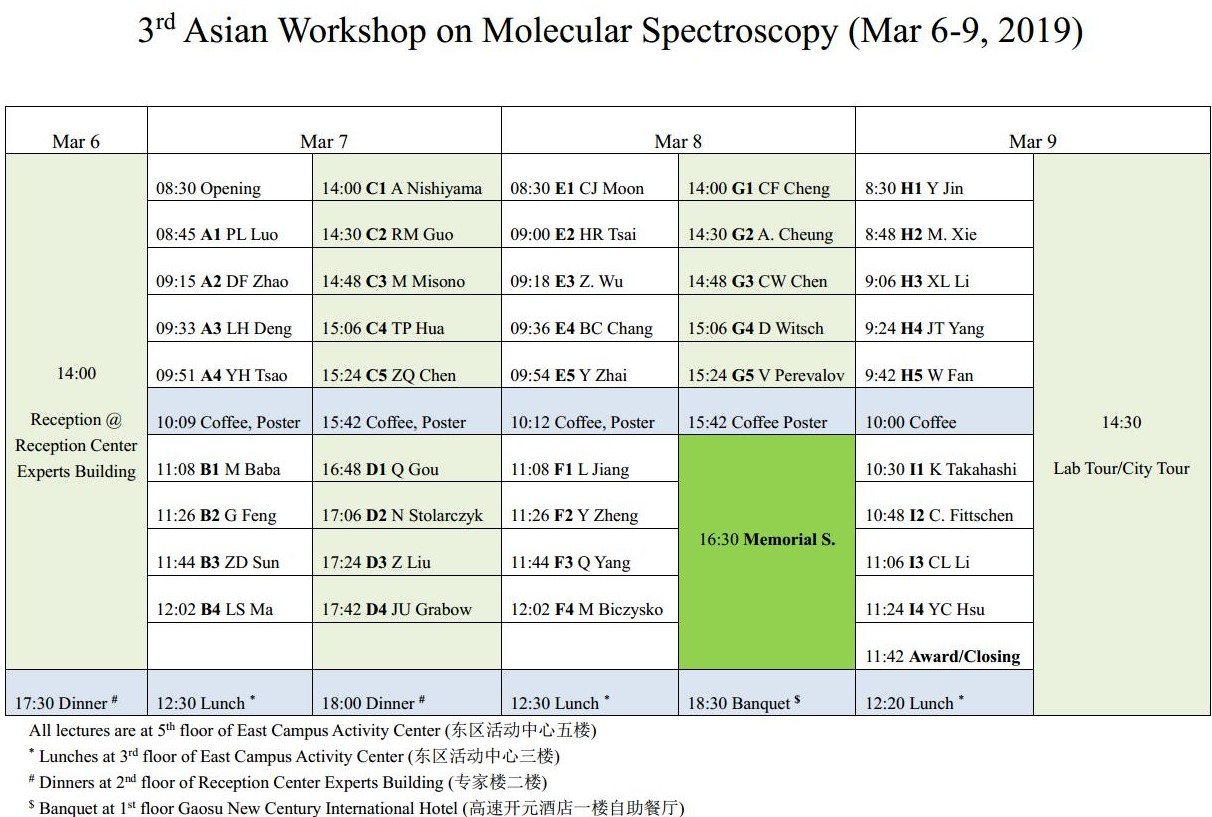 3rd Asian Workshop on Molecular Spectroscopy (Mar 6-9, 2019)
Mar 6
Mar 7
Mar 8
Mar 9
14:00
Reception @
Reception Center
Experts Building
17:30 Dinner #
08:30 Opening
08:45 A1 PL Luo
09:15 A2 DF Zhao
09:33 A3 LH Deng
09:51 A4 YH Tsao
10:09 Coffee, Poster
11:08 B1 M Baba
11:26 B2 G Feng
11:44 B3 ZD Sun
12:02 B4 LS Ma
12:30 Lunch *
14:00 C1 A Nishiyama
14:30 C2 RM Guo
14:48 C3 M Misono
15:06 C4 TP Hua
15:24 C5 ZQ Chen
15:42 Coffee, Poster
16:48 D1 Q Gou
17:06 D2 N Stolarczyk
17:24 D3 Z Liu
17:42 D4 JU Grabow
18:00 Dinner #
08:30 E1 CJ Moon
09:00 E2 HR Tsai
09:18 E3 Z. Wu
09:36 E4 BC Chang
09:54 E5 Y Zhai
10:12 Coffee, Poster
11:08 F1 L Jiang
11:26 F2 Y Zheng
11:44 F3 Q Yang
12:02 F4 M Biczysko
12:30 Lunch *
14:00 G1 CF Cheng
14:30 G2 A. Cheung
14:48 G3 CW Chen
15:06 G4 D Witsch
15:24 G5 V Perevalov
15:42 Coffee Poster
16:30 Memorial S.
18:30 Banquet $
8:30 H1 Y Jin
8:48 H2 M. Xie
9:06 H3 XL Li
9:24 H4 JT Yang
9:42 H5 W Fan
10:00 Coffee
10:30 I1 K Takahashi
10:48 I2 C. Fittschen
11:06 I3 CL Li
11:24 I4 YC Hsu
11:42 Award/Closing
12:20 Lunch *
14:30
Lab Tour/City Tour
All lectures are at 5th floor of East Campus Activity Center (东区活动中心五楼)
* Lunches at 3rd floor of East Campus Activity Center (东区活动中心三楼)
# Dinners at 2nd floor of Reception Center Experts Building (专家楼二楼)
$ Banquet at 1st floor Gaosu New Century International Hotel (高速开元酒店一楼自助餐厅)